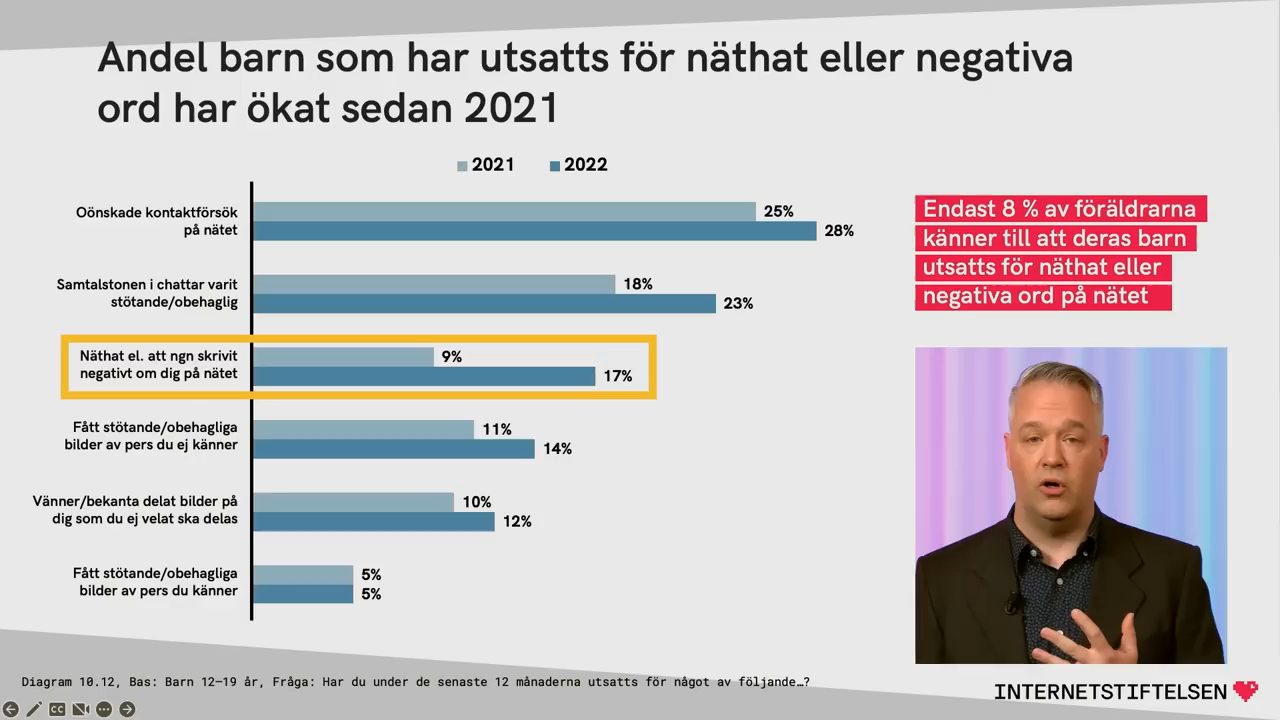 Andel barn som har utsatts för näthat eller negativa
ord har ökat sedan 2021
2021
2022
Oönskade kontaktförsök
på nätet
25%
28%
Samtalstonen i chattar varit
stötande/obehaglig
18%
23%
Näthat el. att ngn skrivit
negativt om dig på nätet
9%
17%
Fått stötande/obehagliga
bilder av pers du ej känner
11%
14%
Vänner/bekanta delat bilder på
dig som du ej velat ska delas
10%
12%
Fått stötande/obehagliga
bilder av pers du känner
5%
5%
Endast 8 % av föräldrarna
känner till att deras barn
utsatts för näthat eller
negativa ord på nätet
Diagram 10.12, Bas: Barn 12–19 år, Fråga: Har du under de senaste 12 månaderna utsatts för något av följande…?
INTERNETSTIFTELSEN
CC